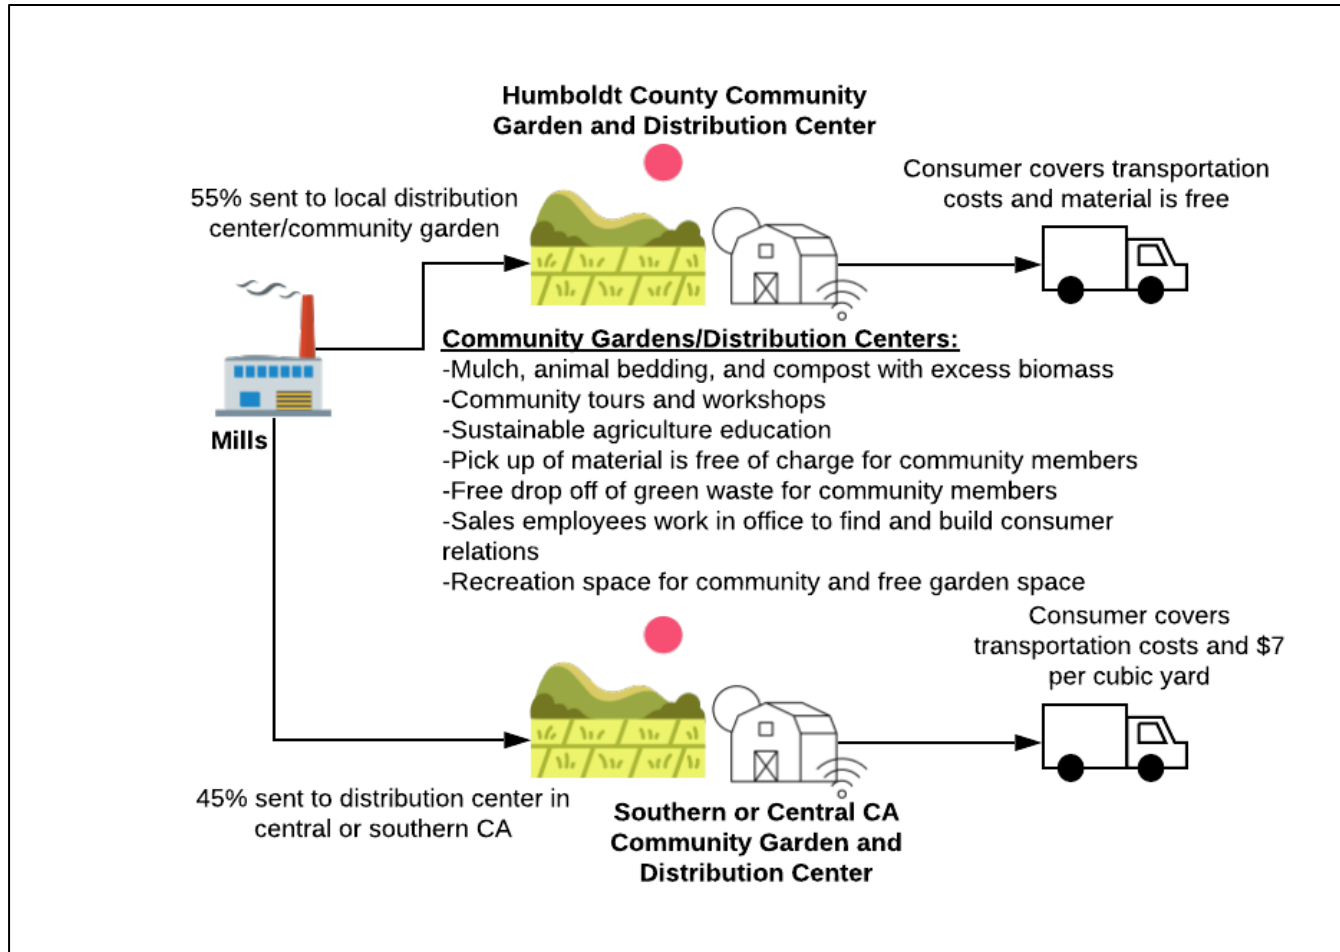 Humboldt County Community
Garden and Distribution Center
55% sent to local distribution
center/community garden
Consumer covers transportation
costs and material is free
Mills
Community Gardens/Distribution Centers:
-Mulch, animal bedding, and compost with excess biomass
-Community tours and workshops
-Sustainable agriculture education
-Pick up of material is free of charge for community members
-Free drop off of green waste for community members
-Sales employees work in office to find and build consumer
relations
-Recreation space for community and free garden space
Consumer covers
transportation costs and $7
per cubic yard
45% sent to distribution center in
central or southern CA
Southern or Central CA
Community Garden and
Distribution Center